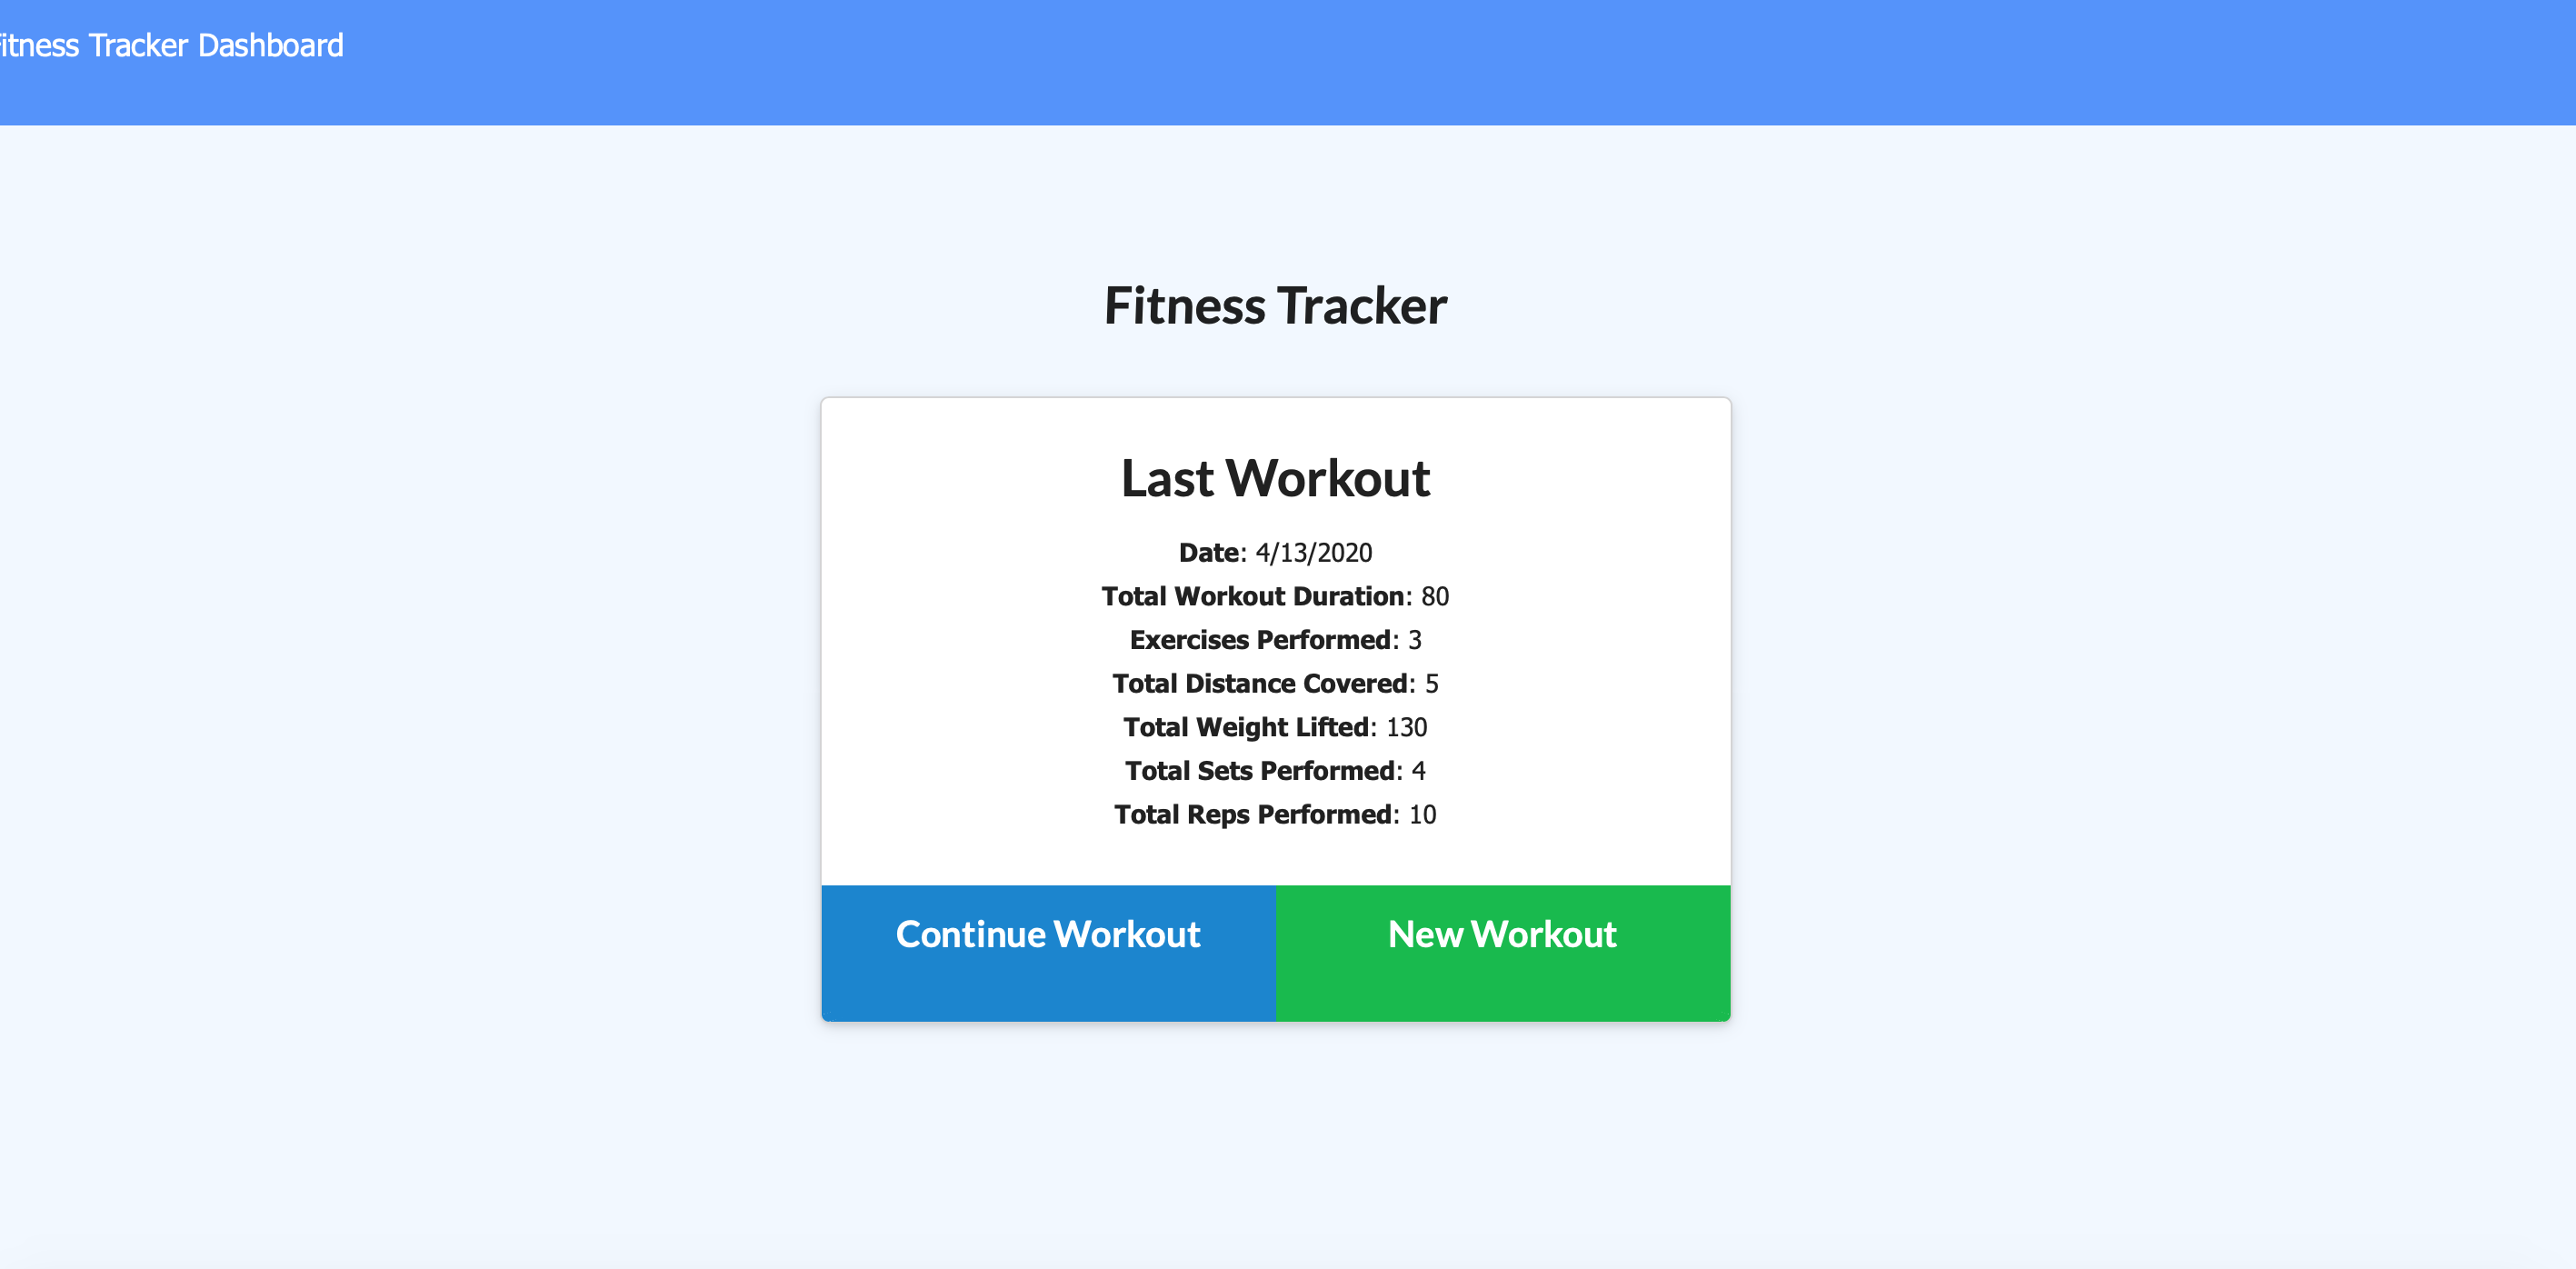 itness Tracker Dashboard
Fitness Tracker
Last Workout
Date: 4/13/2020
Total Workout Duration: 80
Exercises Performed: 3
Total Distance Covered: 5
Total Weight Lifted: 130
Total Sets Performed: 4
Total Reps Performed: 10
Continue Workout
New Workout